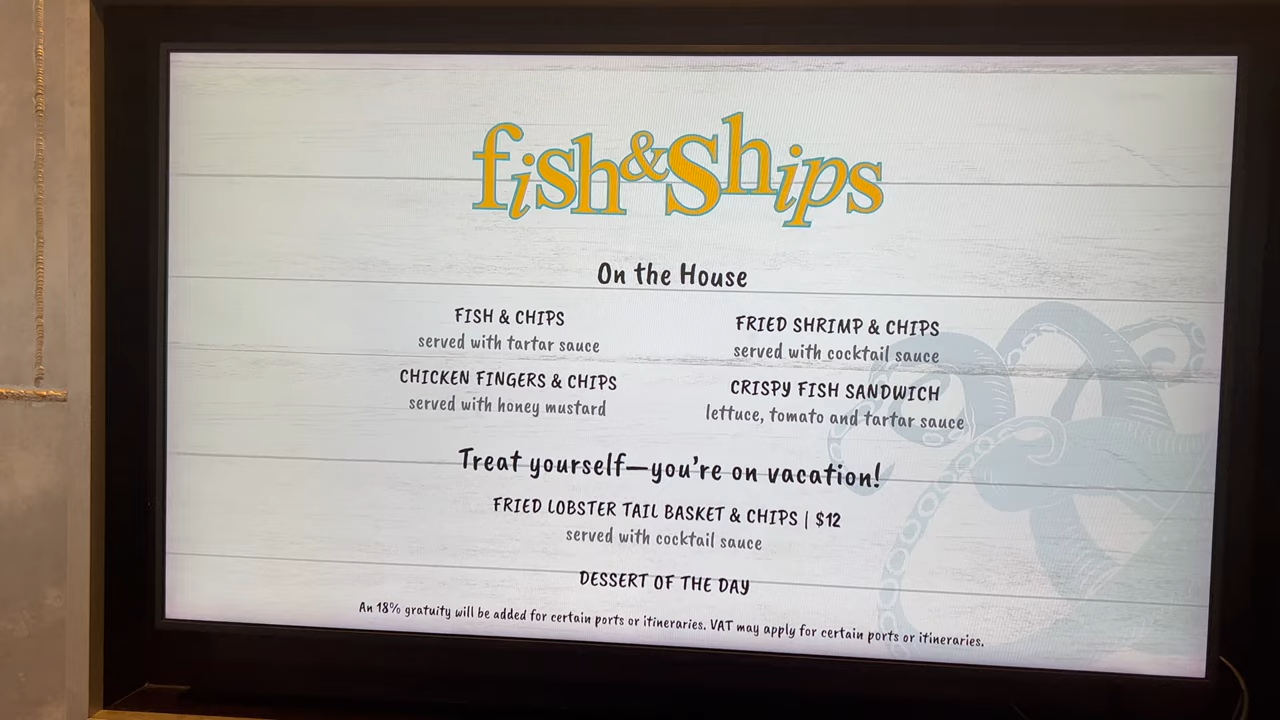 fish & Ships
On the House
FISH & CHIPS
served with tartar sauce
FRIED SHRIMP & CHIPS
served with cocktail sauce
CHICKEN FINGERS & CHIPS
served with honey mustard
CRISPY FISH SANDWICH
lettuce, tomato and tartar sauce
Treat yourself—you're on vacation!
FRIED LOBSTER TAIL BASKET & CHIPS | $12
served with cocktail sauce
DESSERT OF THE DAY
An 18% gratuity will be added for certain ports or itineraries. VAT may apply for certain ports or itineraries.